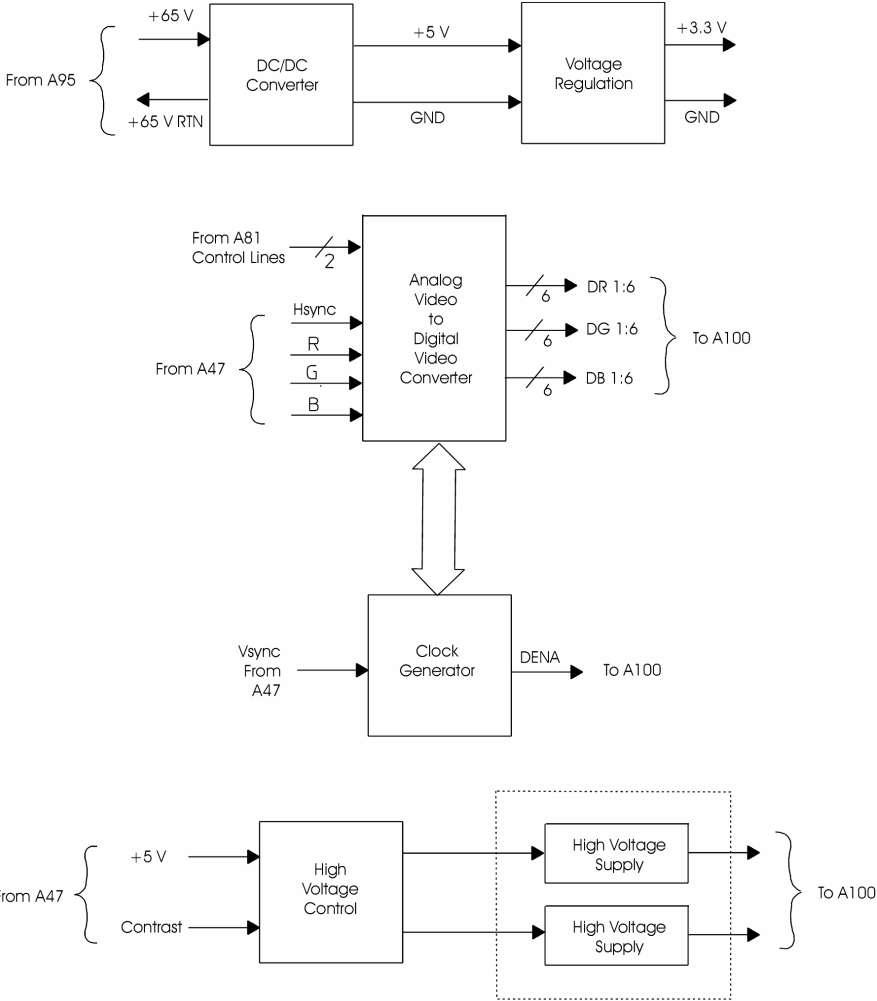 +65 V
+5 V
+3.3 V
From A95
DC/DC
Converter
Voltage
Regulation
+65 V RTN
GND
GND
From A81
Control Lines
2
Analog
Video
to
Digital
Video
Converter
Hsync
R
G
B
From A47
6
DR 1:6
6
DG 1:6
6
DB 1:6
To A100
Vsync
From
A47
Clock
Generator
DENA
To A100
From A47
+5 V
Contrast
High
Voltage
Control
High Voltage
Supply
High Voltage
Supply
To A100